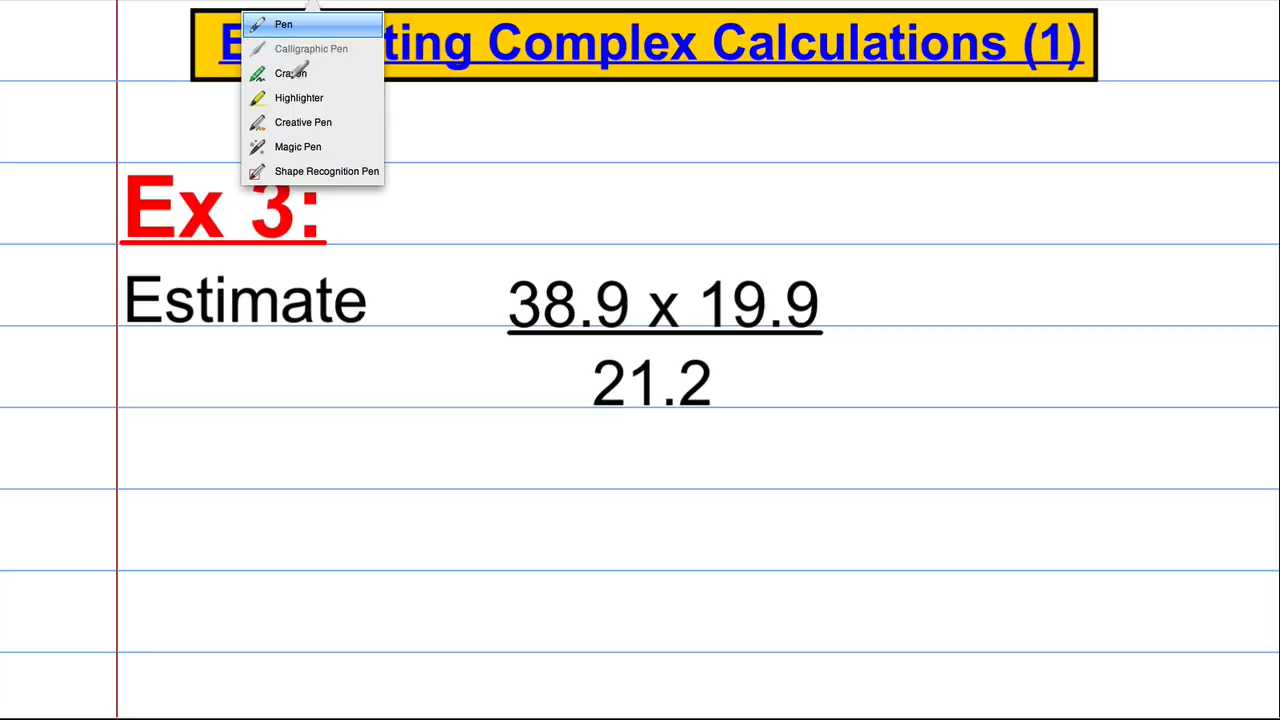 ting Complex Calculations (1)
Pen
Calligraphic Pen
Crayon
Highlighter
Creative Pen
Magic Pen
Shape Recognition Pen
Ex 3:
Estimate 38.9 x 19.9
21.2